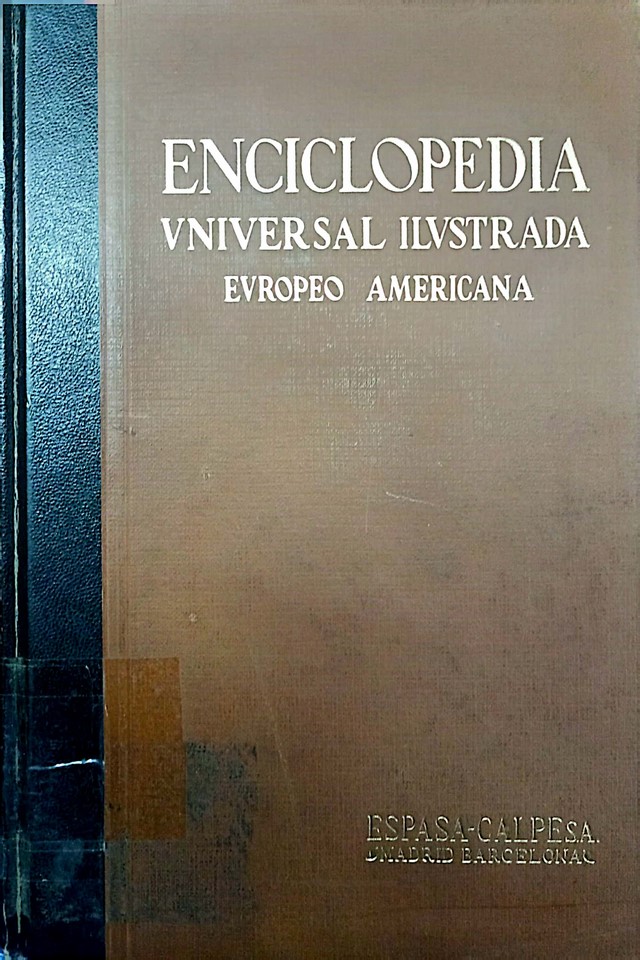 ENCICLOPEDIA
VNIVERSAL ILVSTRADA
EVROPEO AMERICANA
ESPASA-CALPE S.A.
MADRID BARCELONA